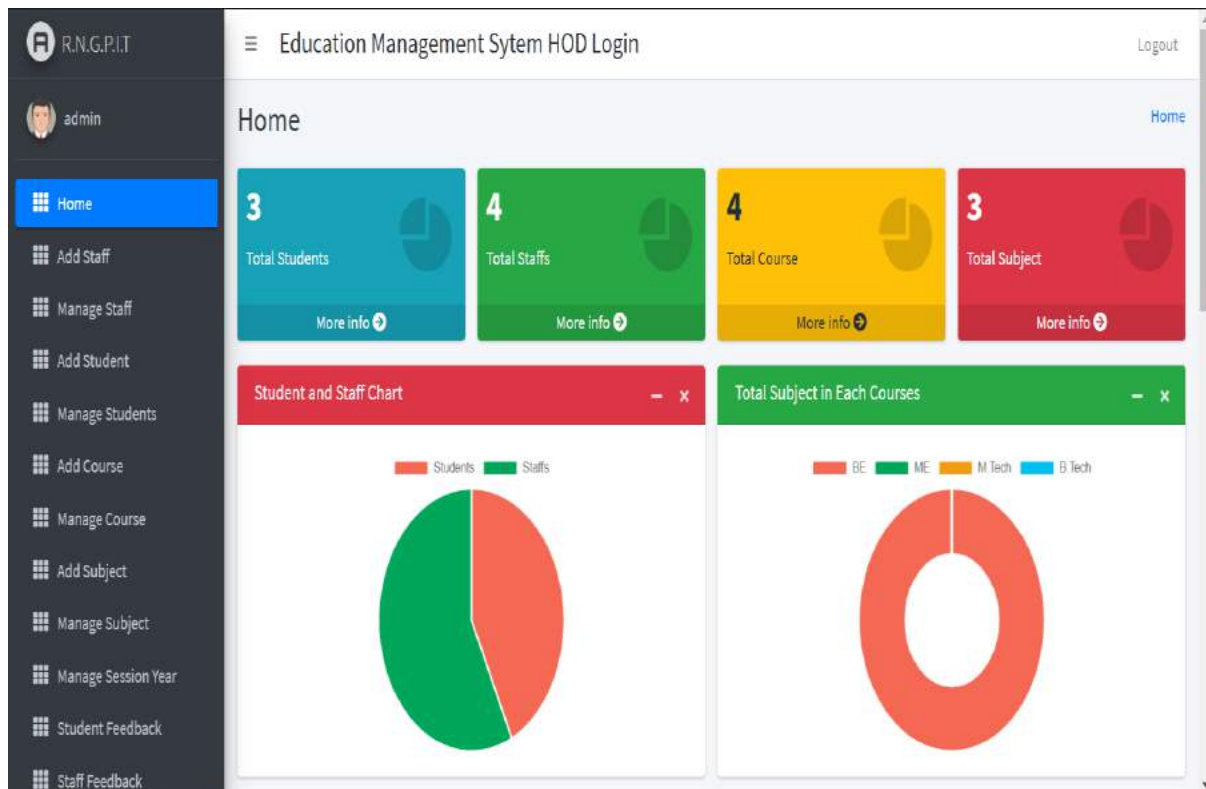 R.N.G.P.I.T
Education Management Sytem HOD Login
Logout
admin
Home
Home
Home
Add Staff
Manage Staff
Add Student
Manage Students
Add Course
Manage Course
Add Subject
Manage Subject
Manage Session Year
Student Feedback
Staff Feedback
3
Total Students
More info
4
Total Staffs
More info
4
Total Course
More info
3
Total Subject
More info
Student and Staff Chart
Students Staffs
Total Subject in Each Courses
BE ME M Tech B Tech